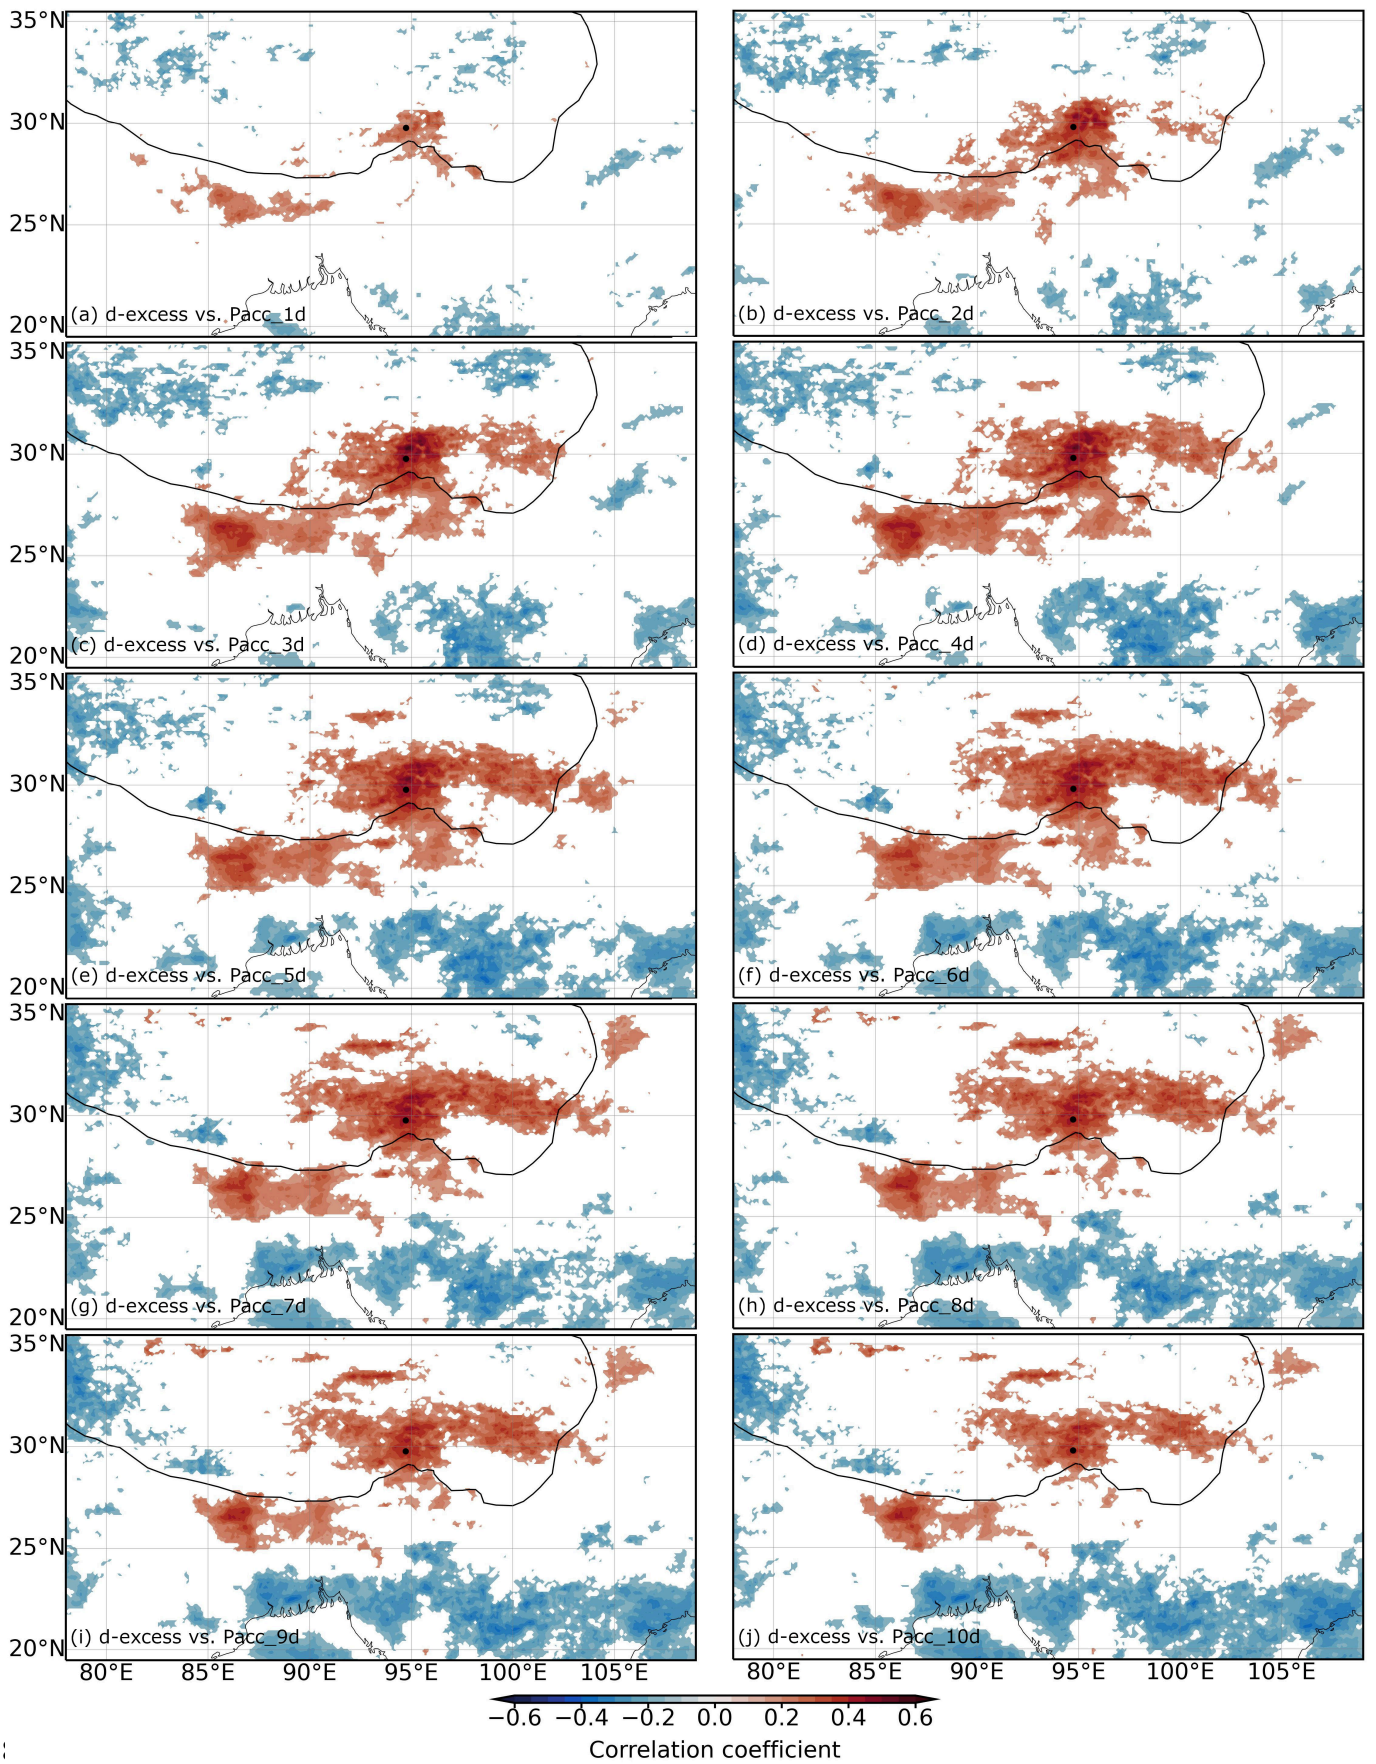 35°N
30°N
25°N
20°N
(a) d-excess vs. Pacc_1d
(b) d-excess vs. Pacc_2d
35°N
30°N
25°N
20°N
(c) d-excess vs. Pacc_3d
(d) d-excess vs. Pacc_4d
35°N
30°N
25°N
20°N
(e) d-excess vs. Pacc_5d
(f) d-excess vs. Pacc_6d
35°N
30°N
25°N
20°N
(g) d-excess vs. Pacc_7d
(h) d-excess vs. Pacc_8d
35°N
30°N
25°N
20°N
(i) d-excess vs. Pacc_9d
(j) d-excess vs. Pacc_10d
80°E 85°E 90°E 95°E 100°E 105°E 80°E 85°E 90°E 95°E 100°E 105°E
−0.6 −0.4 −0.2 0.0 0.2 0.4 0.6
Correlation coefficient